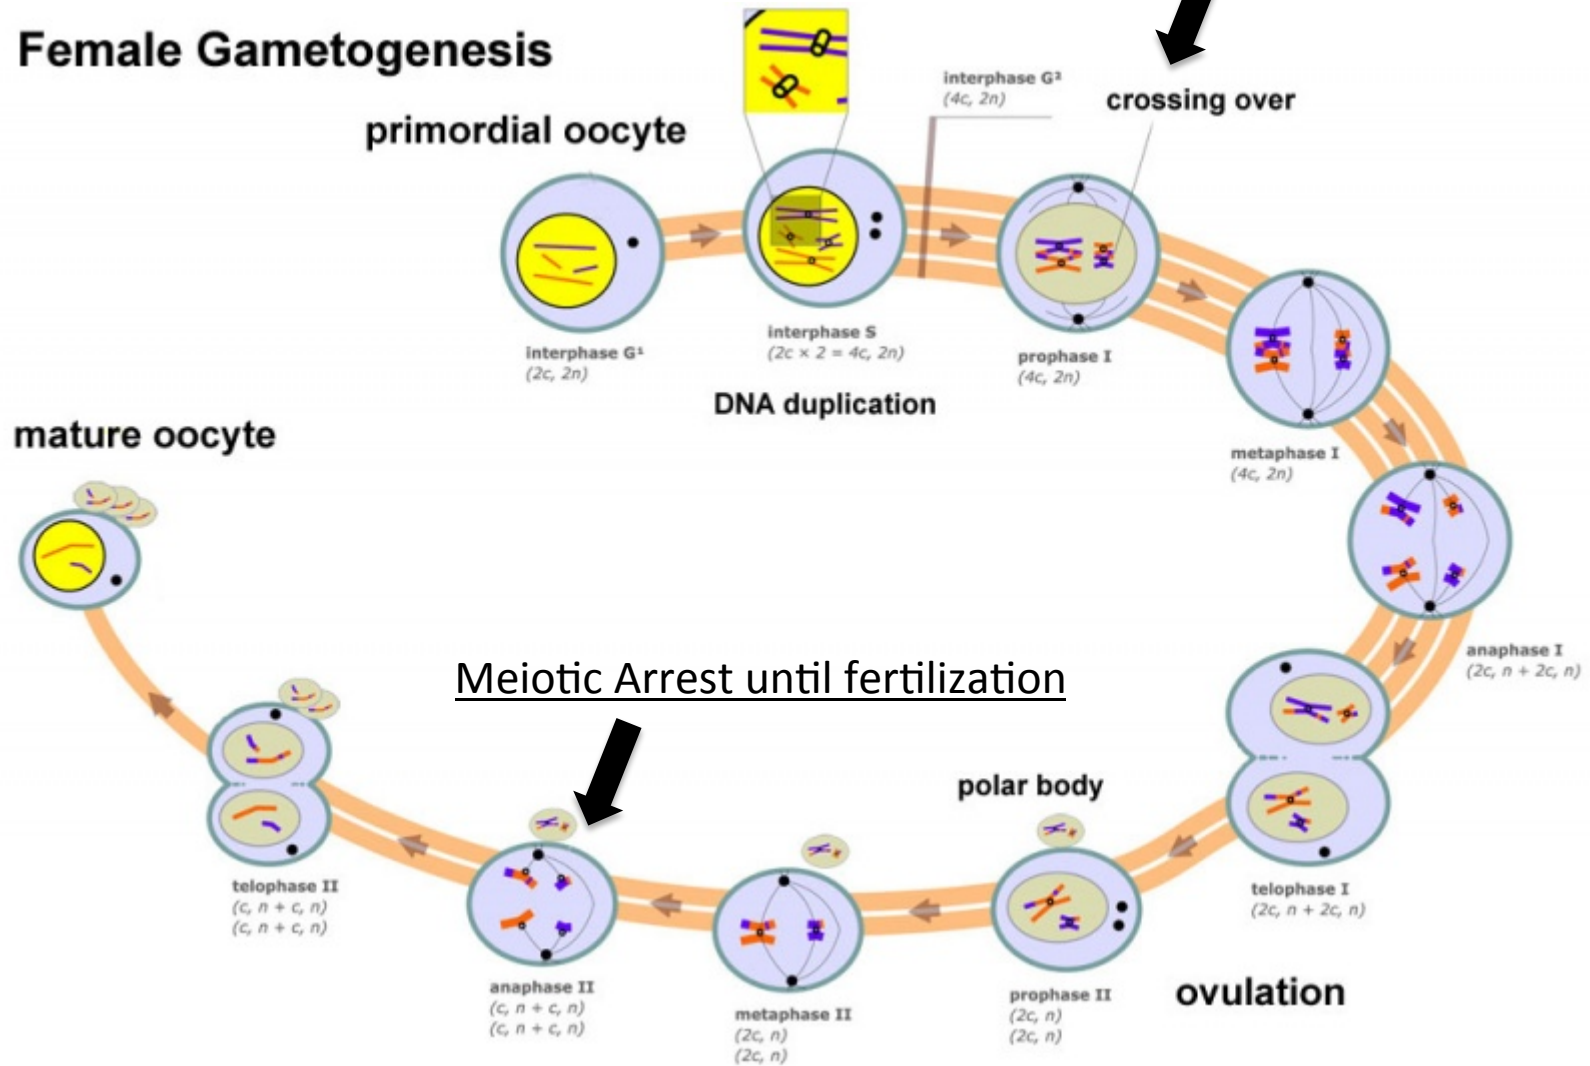 Female Gametogenesis
primordial oocyte
interphase G²
(4c, 2n)
crossing over
interphase G¹
(2c, 2n)
interphase S
(2c × 2 = 4c, 2n)
DNA duplication
prophase I
(4c, 2n)
metaphase I
(4c, 2n)
anaphase I
(2c, n + 2c, n)
telophase I
(2c, n + 2c, n)
ovulation
polar body
prophase II
(2c, n)
(2c, n)
metaphase II
(2c, n)
(2c, n)
Meiotic Arrest until fertilization
anaphase II
(c, n + c, n)
(c, n + c, n)
telophase II
(c, n + c, n)
(c, n + c, n)
mature oocyte